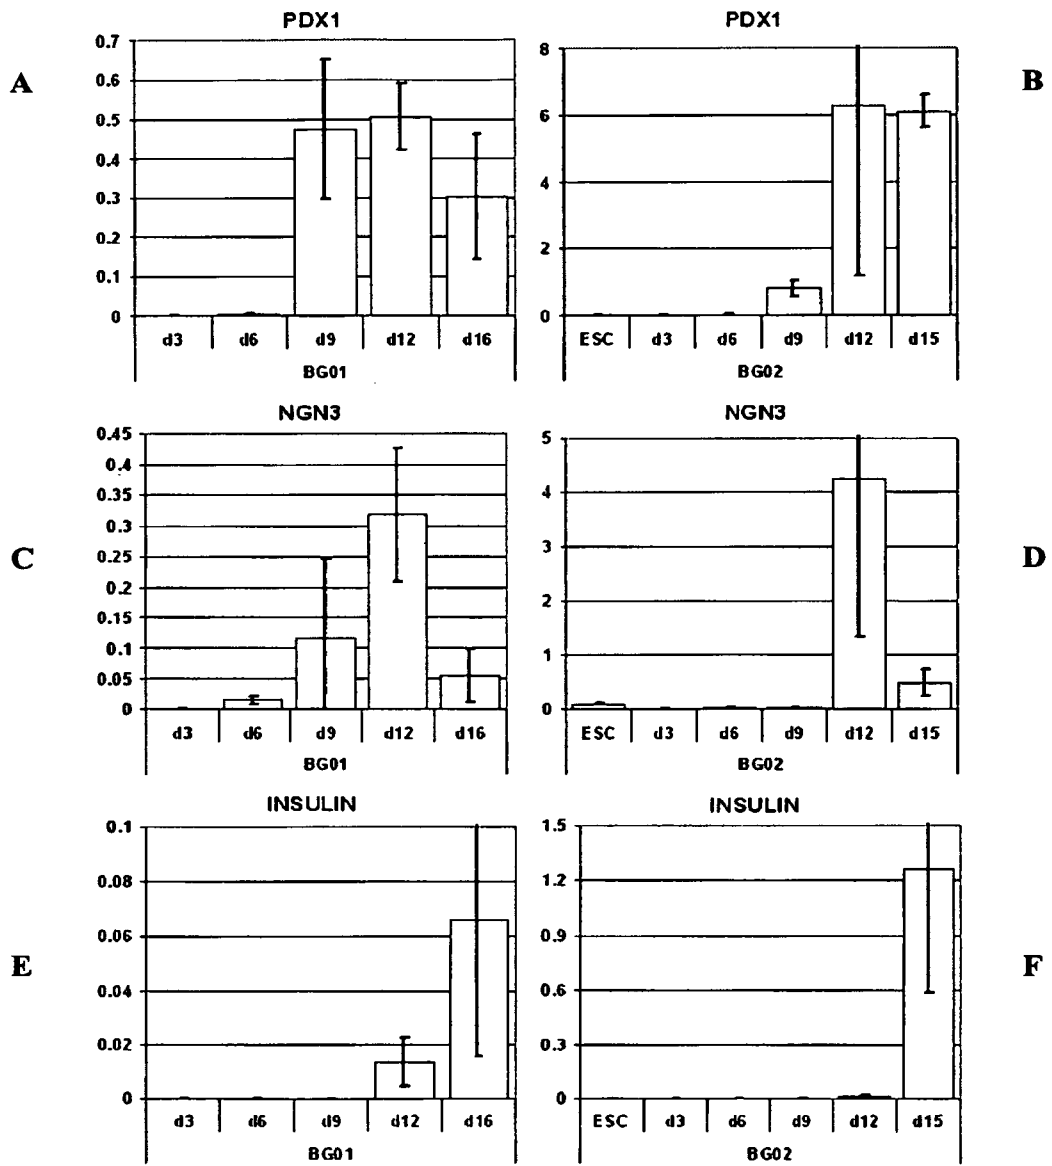 PDX1
PDX1
A
0.7
0.6
0.5
0.4
0.3
0.2
0.1
0
d3 d6 d9 d12 d16
BG01
8
6
4
2
0
ESC d3 d6 d9 d12 d15
BG02
B
NGN3
NGN3
C
0.45
0.4
0.35
0.3
0.25
0.2
0.15
0.1
0.05
0
d3 d6 d9 d12 d16
BG01
5
4
3
2
1
0
ESC d3 d6 d9 d12 d15
BG02
D
INSULIN
INSULIN
E
0.1
0.08
0.06
0.04
0.02
0
d3 d6 d9 d12 d16
BG01
1.5
1.2
0.9
0.6
0.3
0
ESC d3 d6 d9 d12 d15
BG02
F